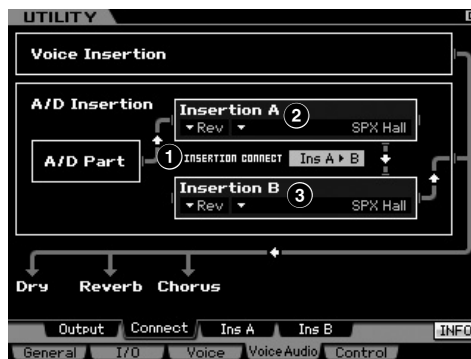 UTILITY
Voice Insertion
A/D Insertion
Insertion A
2
▼Rev ▼ SPX Hall
A/D Part
1
INSERTION CONNECT Ins A ▶ B
Insertion B
3
▼Rev ▼ SPX Hall
Dry Reverb Chorus
Output Connect Ins A Ins B INFO
General I/O Voice Voice Audio Control